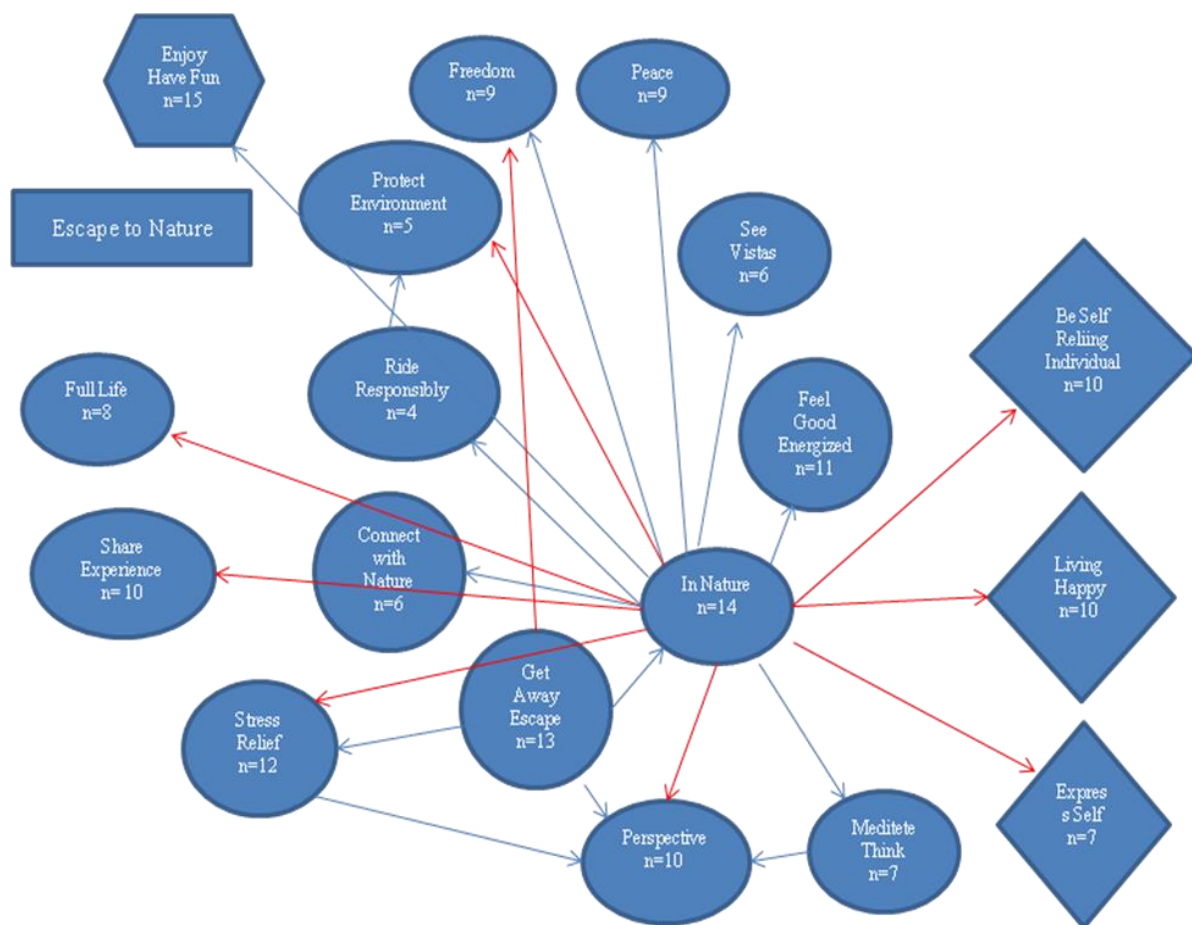 Enjoy
Have Fun
n=15
Freedom
n=9
Peace
n=9
Protect
Environment
n=5
Escape to Nature
See
Vistas
n=6
Be Self
Reliing
Individual
n=10
Full Life
n=8
Ride
Responsibly
n=4
Feel
Good
Energized
n=11
Share
Experience
n= 10
Connect
with
Nature
n=6
In Nature
n=14
Living
Happy
n=10
Get
Away
Escape
n=13
Stress
Relief
n=12
Perspective
n=10
Meditete
Think
n=7
Expres
s Self
n=7